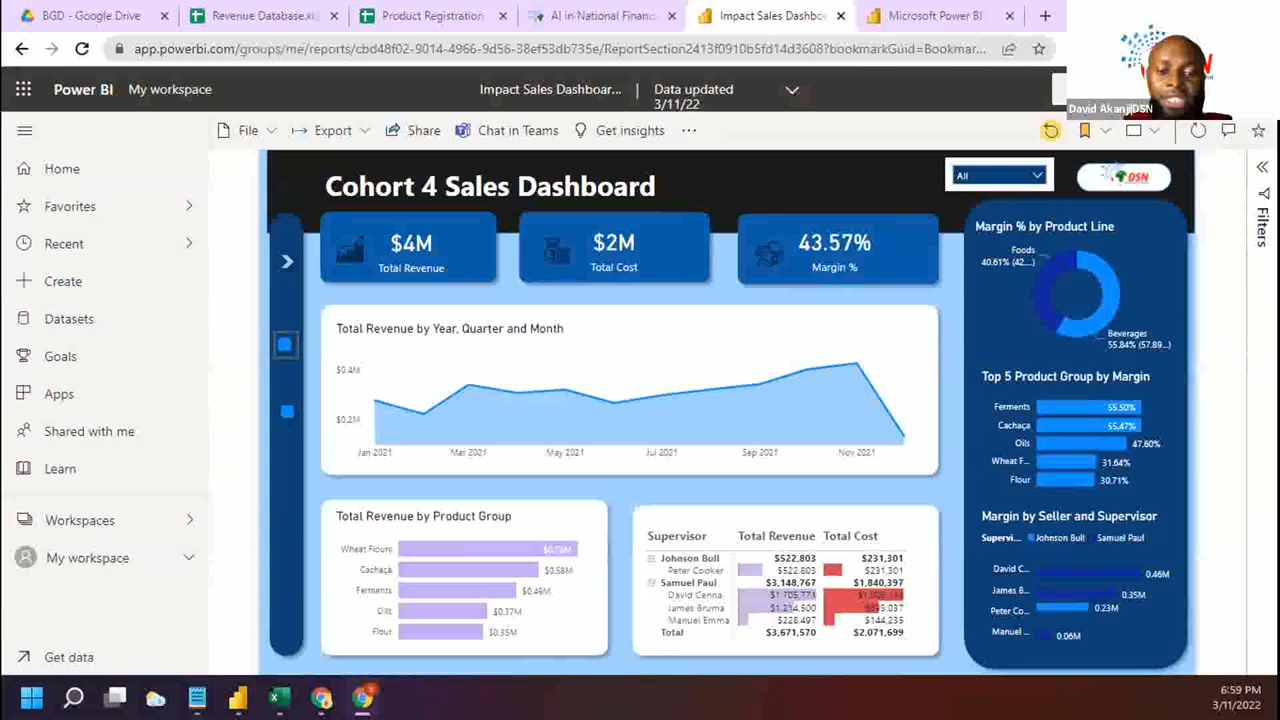 BGD - Google Drive
Revenue Database.xl
Product Registration
AI in National Financ
Impact Sales Dashbo
Microsoft Power BI
app.powerbi.com/groups/me/reports/cbd48f02-9014-4986-9d56-38ef53db735e/ReportSection2413f0910b5fd14d3608?bookmarkGuid=Bookmar...
Power BI My workspace
Impact Sales Dashboar...
Data updated
3/11/22
David Akanji|DSN
File
Export
Share
Chat in Teams
Get insights
...
Home
Favorites
Recent
Create
Datasets
Goals
Apps
Shared with me
Learn
Workspaces
My workspace
Get data
Filters
Cohort 4 Sales Dashboard
All
DSN
$4M
Total Revenue
$2M
Total Cost
43.57%
Margin %
Total Revenue by Year, Quarter and Month
$0.4M
$0.2M
Jan 2021 Mar 2021 May 2021 Jul 2021 Sep 2021 Nov 2021
Total Revenue by Product Group
Wheat Flours
Cachaça $0.58M
Ferments $0.49M
Oils $0.37M
Flour $0.35M
Supervisor Total Revenue Total Cost
Johnson Bull $522,803 $231,301
Peter Cooker $522,803 $231,301
Samuel Paul $3,148,767 $1,840,397
David Cenna
James Bruma $1,214,500
Manuel Emma $228,497 $144,235
Total $3,671,570 $2,071,699
Margin % by Product Line
Foods
40.61% (42....)
Beverages
55.84% (57.89...)
Top 5 Product Group by Margin
Ferments 55.50%
Cachaça 55.47%
Oils 47.60%
Wheat F... 31.64%
Flour 30.71%
Margin by Seller and Supervisor
Supervi... Johnson Bull Samuel Paul
David C... 0.46M
James B... 0.35M
Peter Co... 0.23M
Manuel ... 0.06M
6:59 PM
3/11/2022